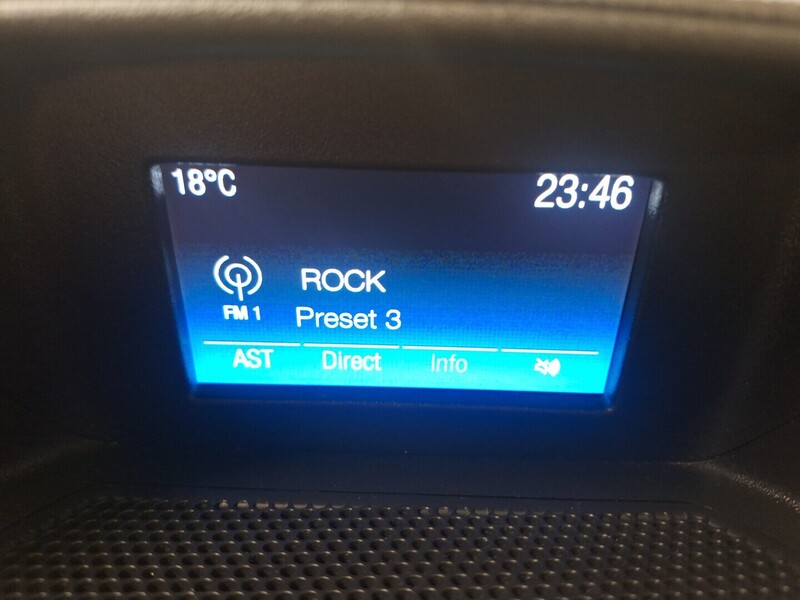 18°C 23:46
ROCK
FM 1 Preset 3
AST Direct Info